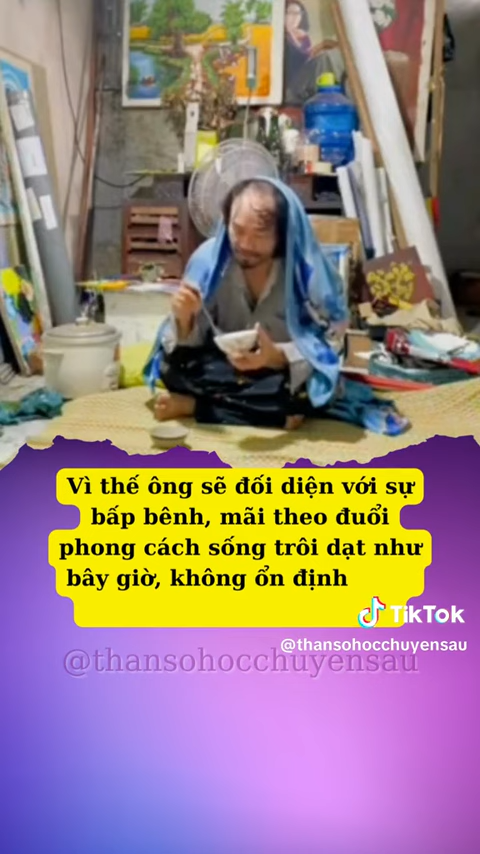 Vì thế ông sẽ đối diện với sự
bấp bênh, mãi theo đuổi
phong cách sống trôi dạt như
bây giờ, không ổn định
TikTok
@thansohocchuyensau
@thansohocchuyensau